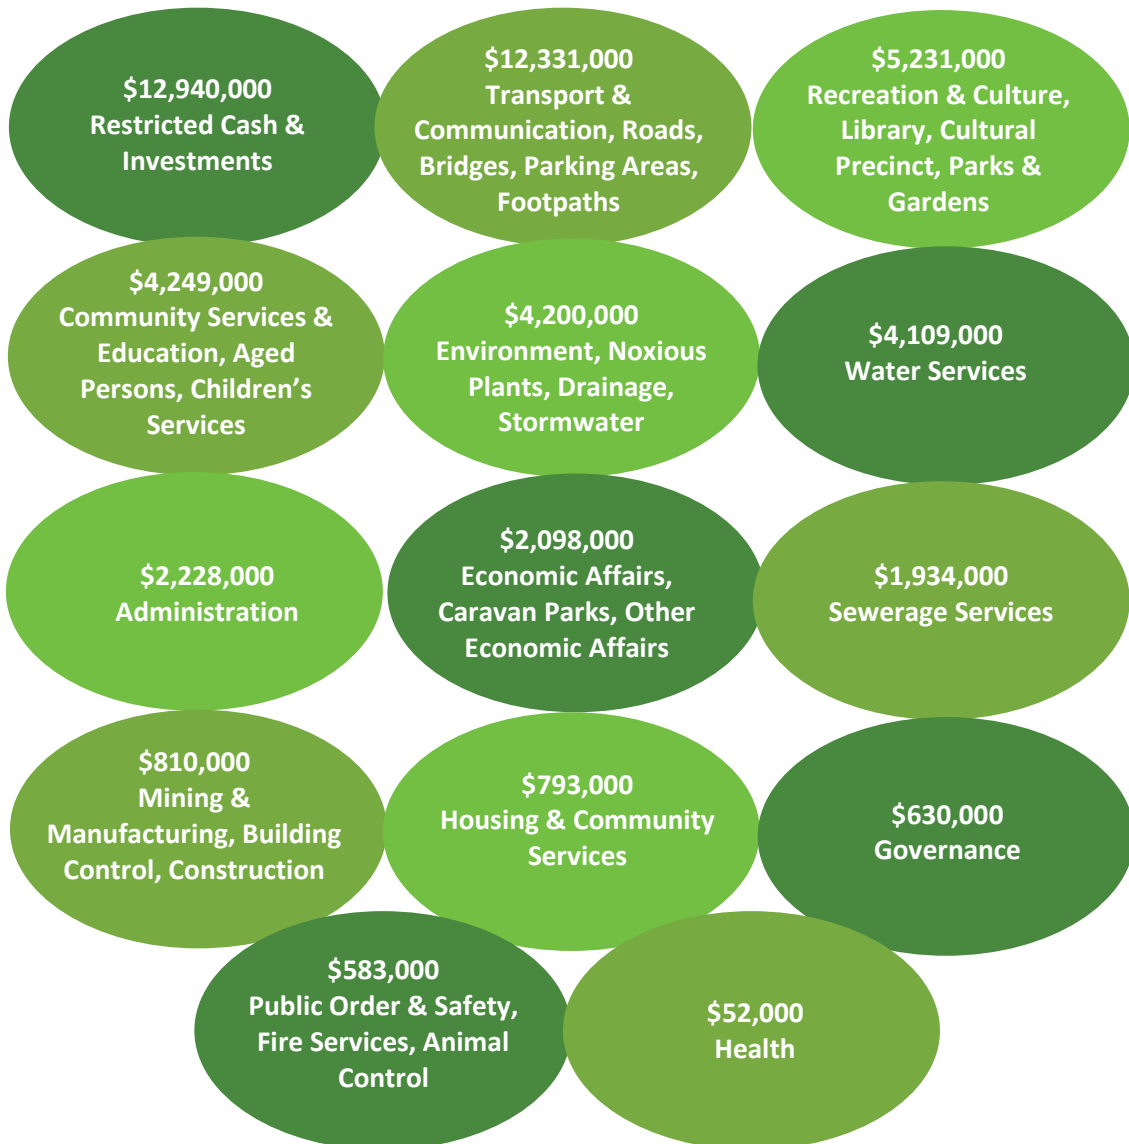 $12,940,000
Restricted Cash &
Investments
$12,331,000
Transport &
Communication, Roads,
Bridges, Parking Areas,
Footpaths
$5,231,000
Recreation & Culture,
Library, Cultural
Precinct, Parks &
Gardens
$4,249,000
Community Services &
Education, Aged
Persons, Children’s
Services
$4,200,000
Environment, Noxious
Plants, Drainage,
Stormwater
$4,109,000
Water Services
$2,228,000
Administration
$2,098,000
Economic Affairs,
Caravan Parks, Other
Economic Affairs
$1,934,000
Sewerage Services
$810,000
Mining &
Manufacturing, Building
Control, Construction
$793,000
Housing & Community
Services
$630,000
Governance
$583,000
Public Order & Safety,
Fire Services, Animal
Control
$52,000
Health